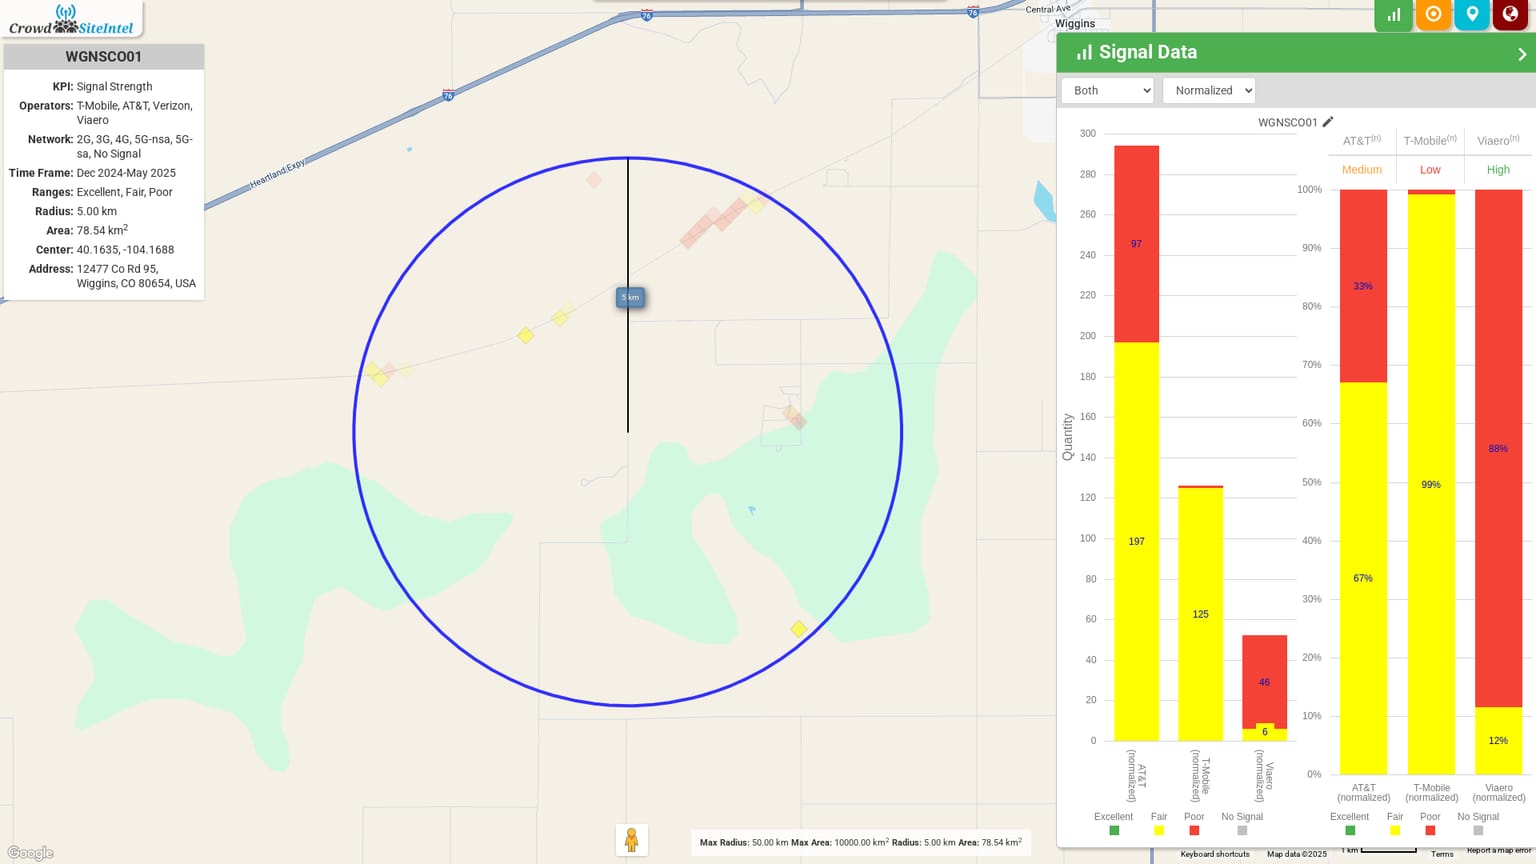 Crowd SiteIntel
WGNSCO01
KPI: Signal Strength
Operators: T-Mobile, AT&T, Verizon,
Viaero
Network: 2G, 3G, 4G, 5G-nsa, 5G-
sa, No Signal
Time Frame: Dec 2024-May 2025
Ranges: Excellent, Fair, Poor
Radius: 5.00 km
Area: 78.54 km²
Center: 40.1635, -104.1688
Address: 12477 Co Rd 95,
Wiggins, CO 80654, USA
76
76
76
Heartland Expy
Central Ave
Wiggins
5 km
Google
Max Radius: 50.00 km Max Area: 10000.00 km² Radius: 5.00 km Area: 78.54 km²
Signal Data
Both
Normalized
WGNSCO01
Quantity
300
280
260
240
220
200
180
160
140
120
100
80
60
40
20
0
97
197
125
46
6
AT&T
(normalized)
T-Mobile
(normalized)
Viaero
(normalized)
Excellent
Fair
Poor
No Signal
AT&T(n)
T-Mobile(n)
Viaero(n)
Medium
Low
High
100%
90%
80%
70%
60%
50%
40%
30%
20%
10%
0%
33%
67%
99%
88%
12%
AT&T
(normalized)
T-Mobile
(normalized)
Viaero
(normalized)
Excellent
Fair
Poor
No Signal
Keyboard shortcuts
Map data ©2025
1 km
Terms
Report a map error